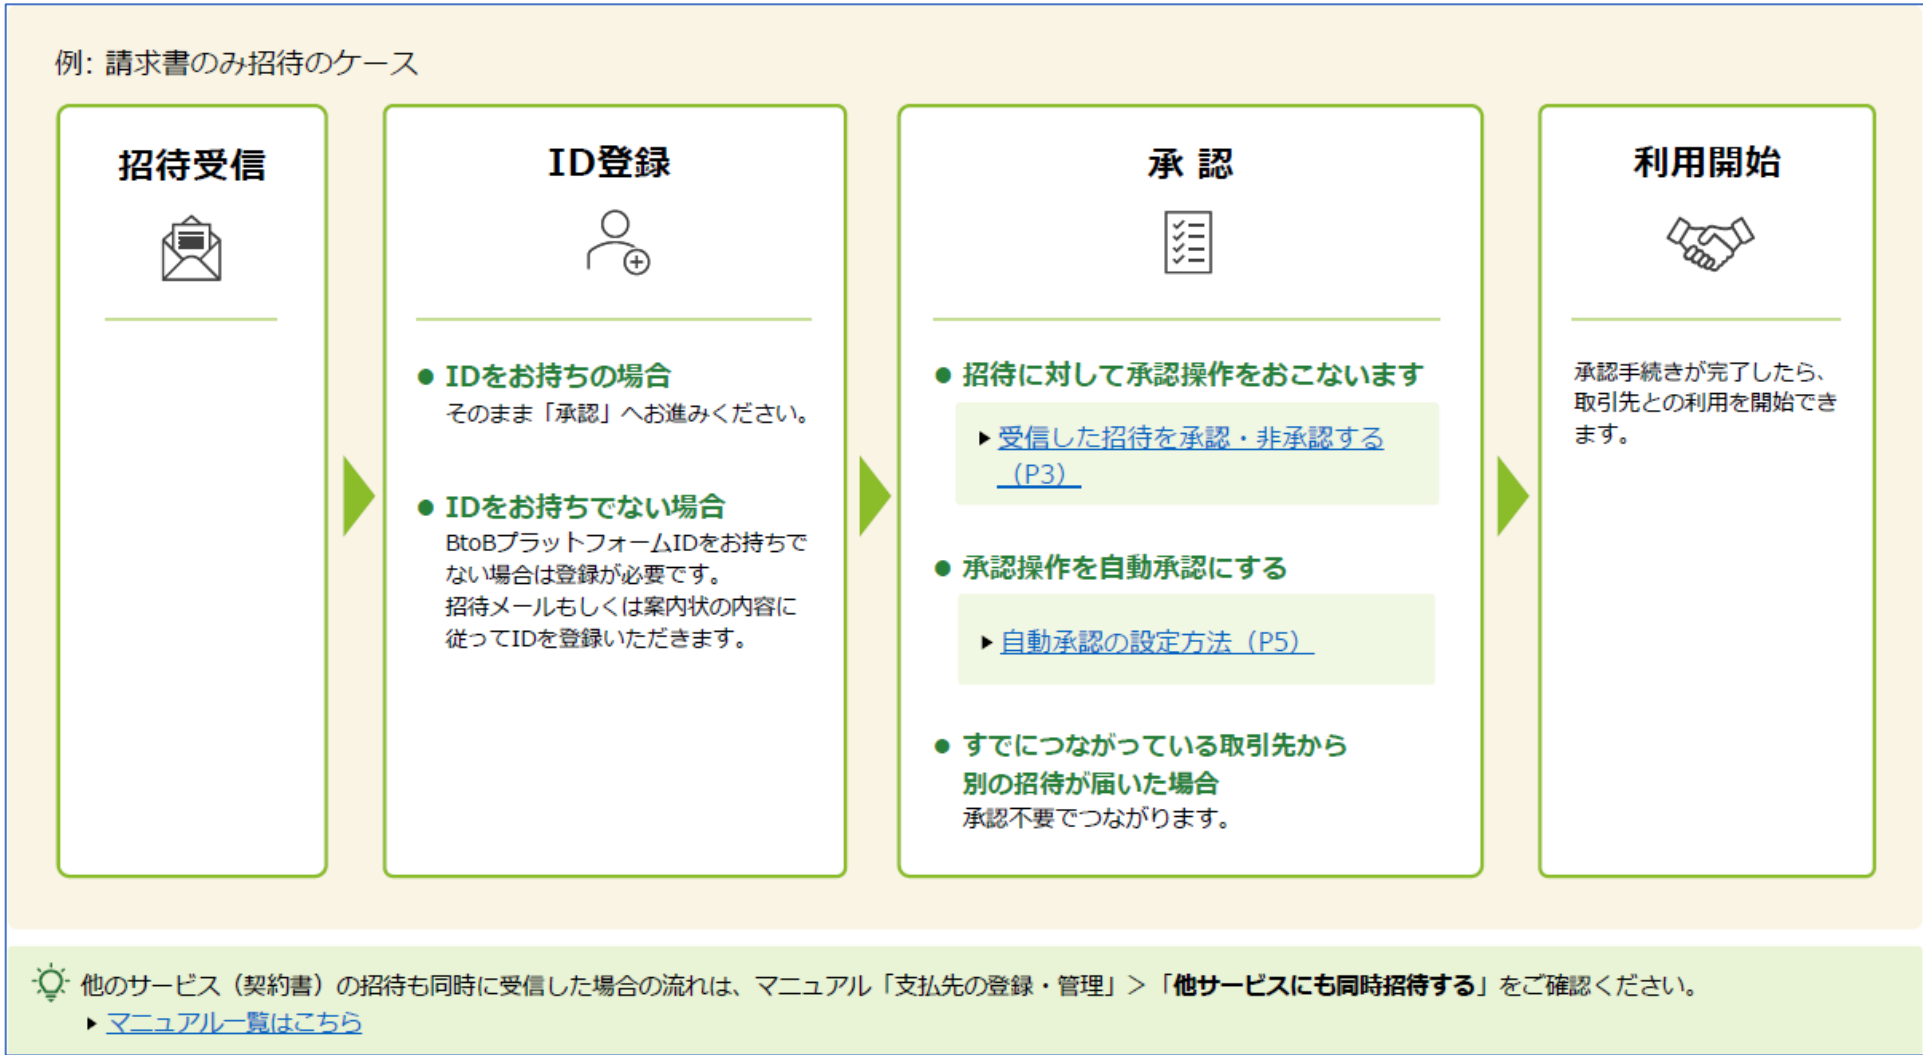 例: 請求書のみ招待のケース
招待受信
ID登録
● IDをお持ちの場合
そのまま「承認」へお進みください。
● IDをお持ちでない場合
BtoBプラットフォームIDをお持ちで
ない場合は登録が必要です。
招待メールもしくは案内状の内容に
従ってIDを登録いただきます。
承 認
● 招待に対して承認操作をおこないます
▶ 受信した招待を承認・非承認する
（P3）
● 承認操作を自動承認にする
▶ 自動承認の設定方法（P5）
● すでにつながっている取引先から
別の招待が届いた場合
承認不要でつながります。
利用開始
承認手続きが完了したら、
取引先との利用を開始でき
ます。
他のサービス（契約書）の招待も同時に受信した場合の流れは、マニュアル「支払先の登録・管理」＞「他サービスにも同時招待する」をご確認ください。
▶ マニュアル一覧はこちら